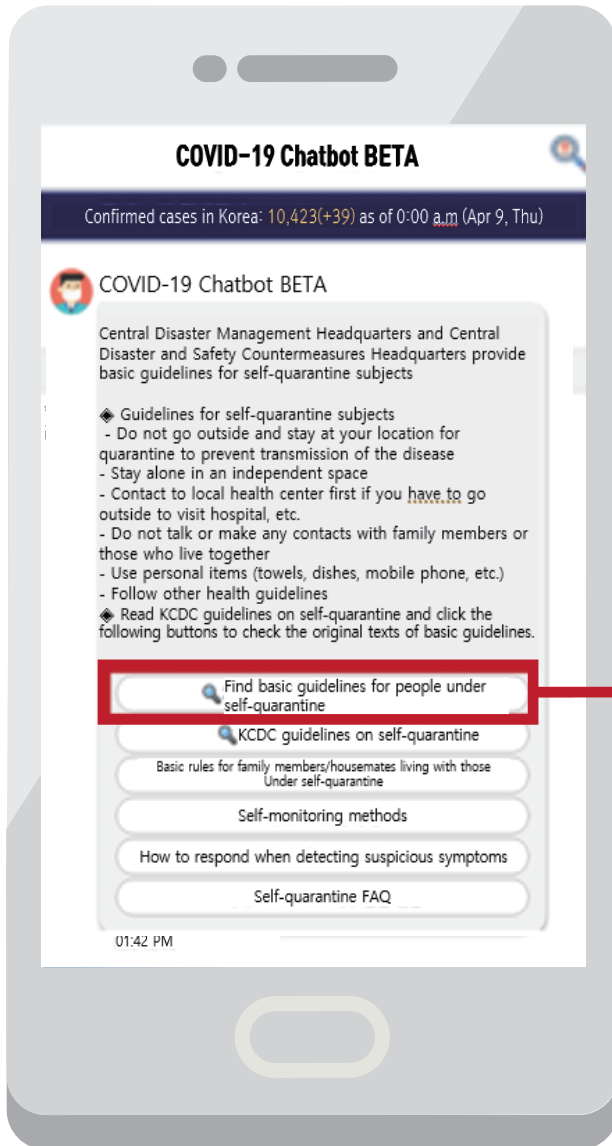 COVID-19 Chatbot BETA
Confirmed cases in Korea: 10,423(+39) as of 0:00 a.m (Apr 9, Thu)
COVID-19 Chatbot BETA
Central Disaster Management Headquarters and Central
Disaster and Safety Countermeasures Headquarters provide
basic guidelines for self-quarantine subjects
◈ Guidelines for self-quarantine subjects
- Do not go outside and stay at your location for
quarantine to prevent transmission of the disease
- Stay alone in an independent space
- Contact to local health center first if you have to go
outside to visit hospital, etc.
- Do not talk or make any contacts with family members or
those who live together
- Use personal items (towels, dishes, mobile phone, etc.)
- Follow other health guidelines
◈ Read KCDC guidelines on self-quarantine and click the
following buttons to check the original texts of basic guidelines.
Find basic guidelines for people under
self-quarantine
KCDC guidelines on self-quarantine
Basic rules for family members/housemates living with those
Under self-quarantine
Self-monitoring methods
How to respond when detecting suspicious symptoms
Self-quarantine FAQ
01:42 PM